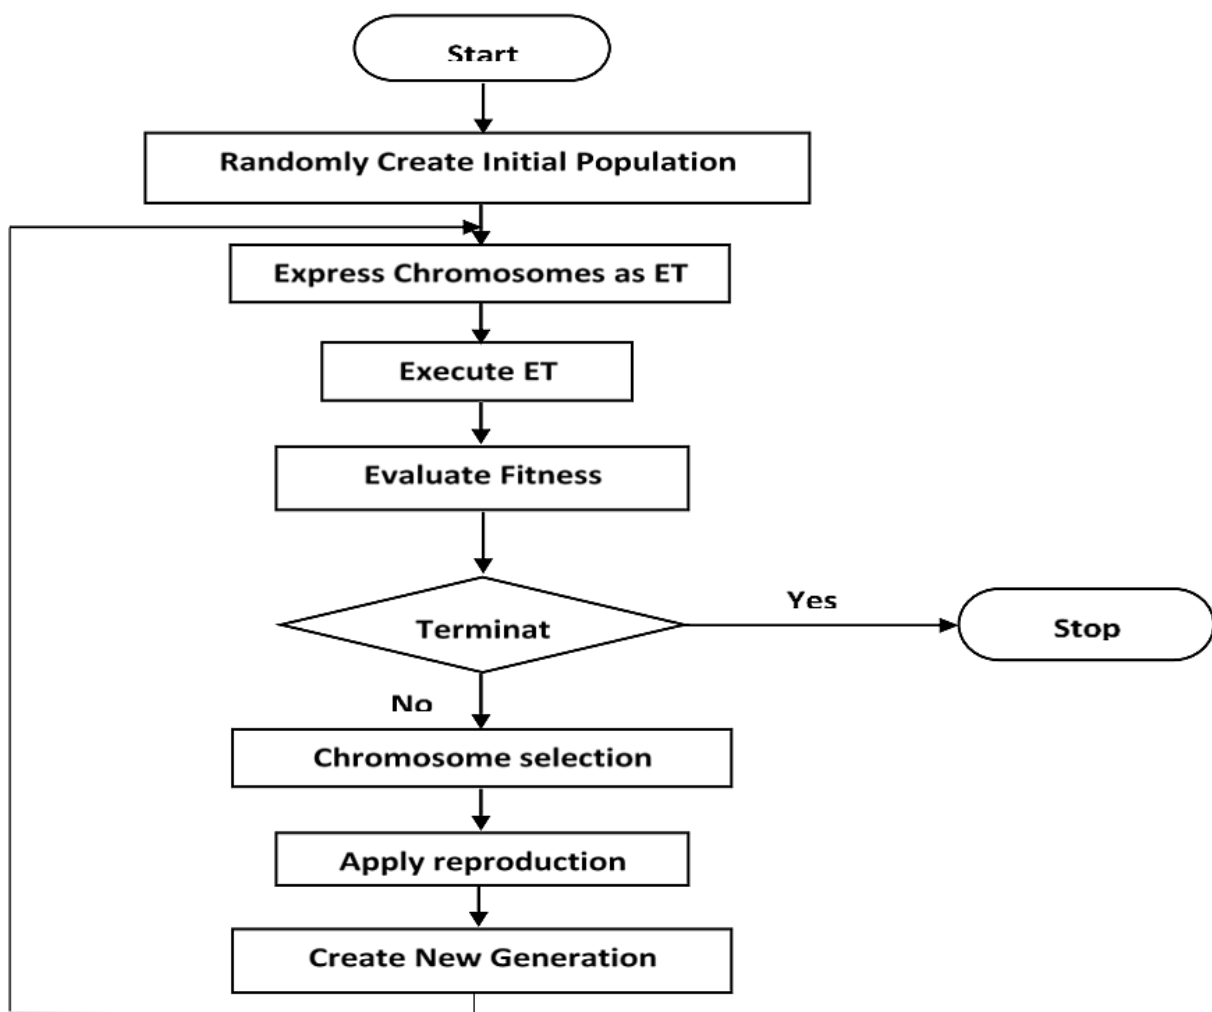 Start
Randomly Create Initial Population
Express Chromosomes as ET
Execute ET
Evaluate Fitness
Terminat
Yes
Stop
No
Chromosome selection
Apply reproduction
Create New Generation